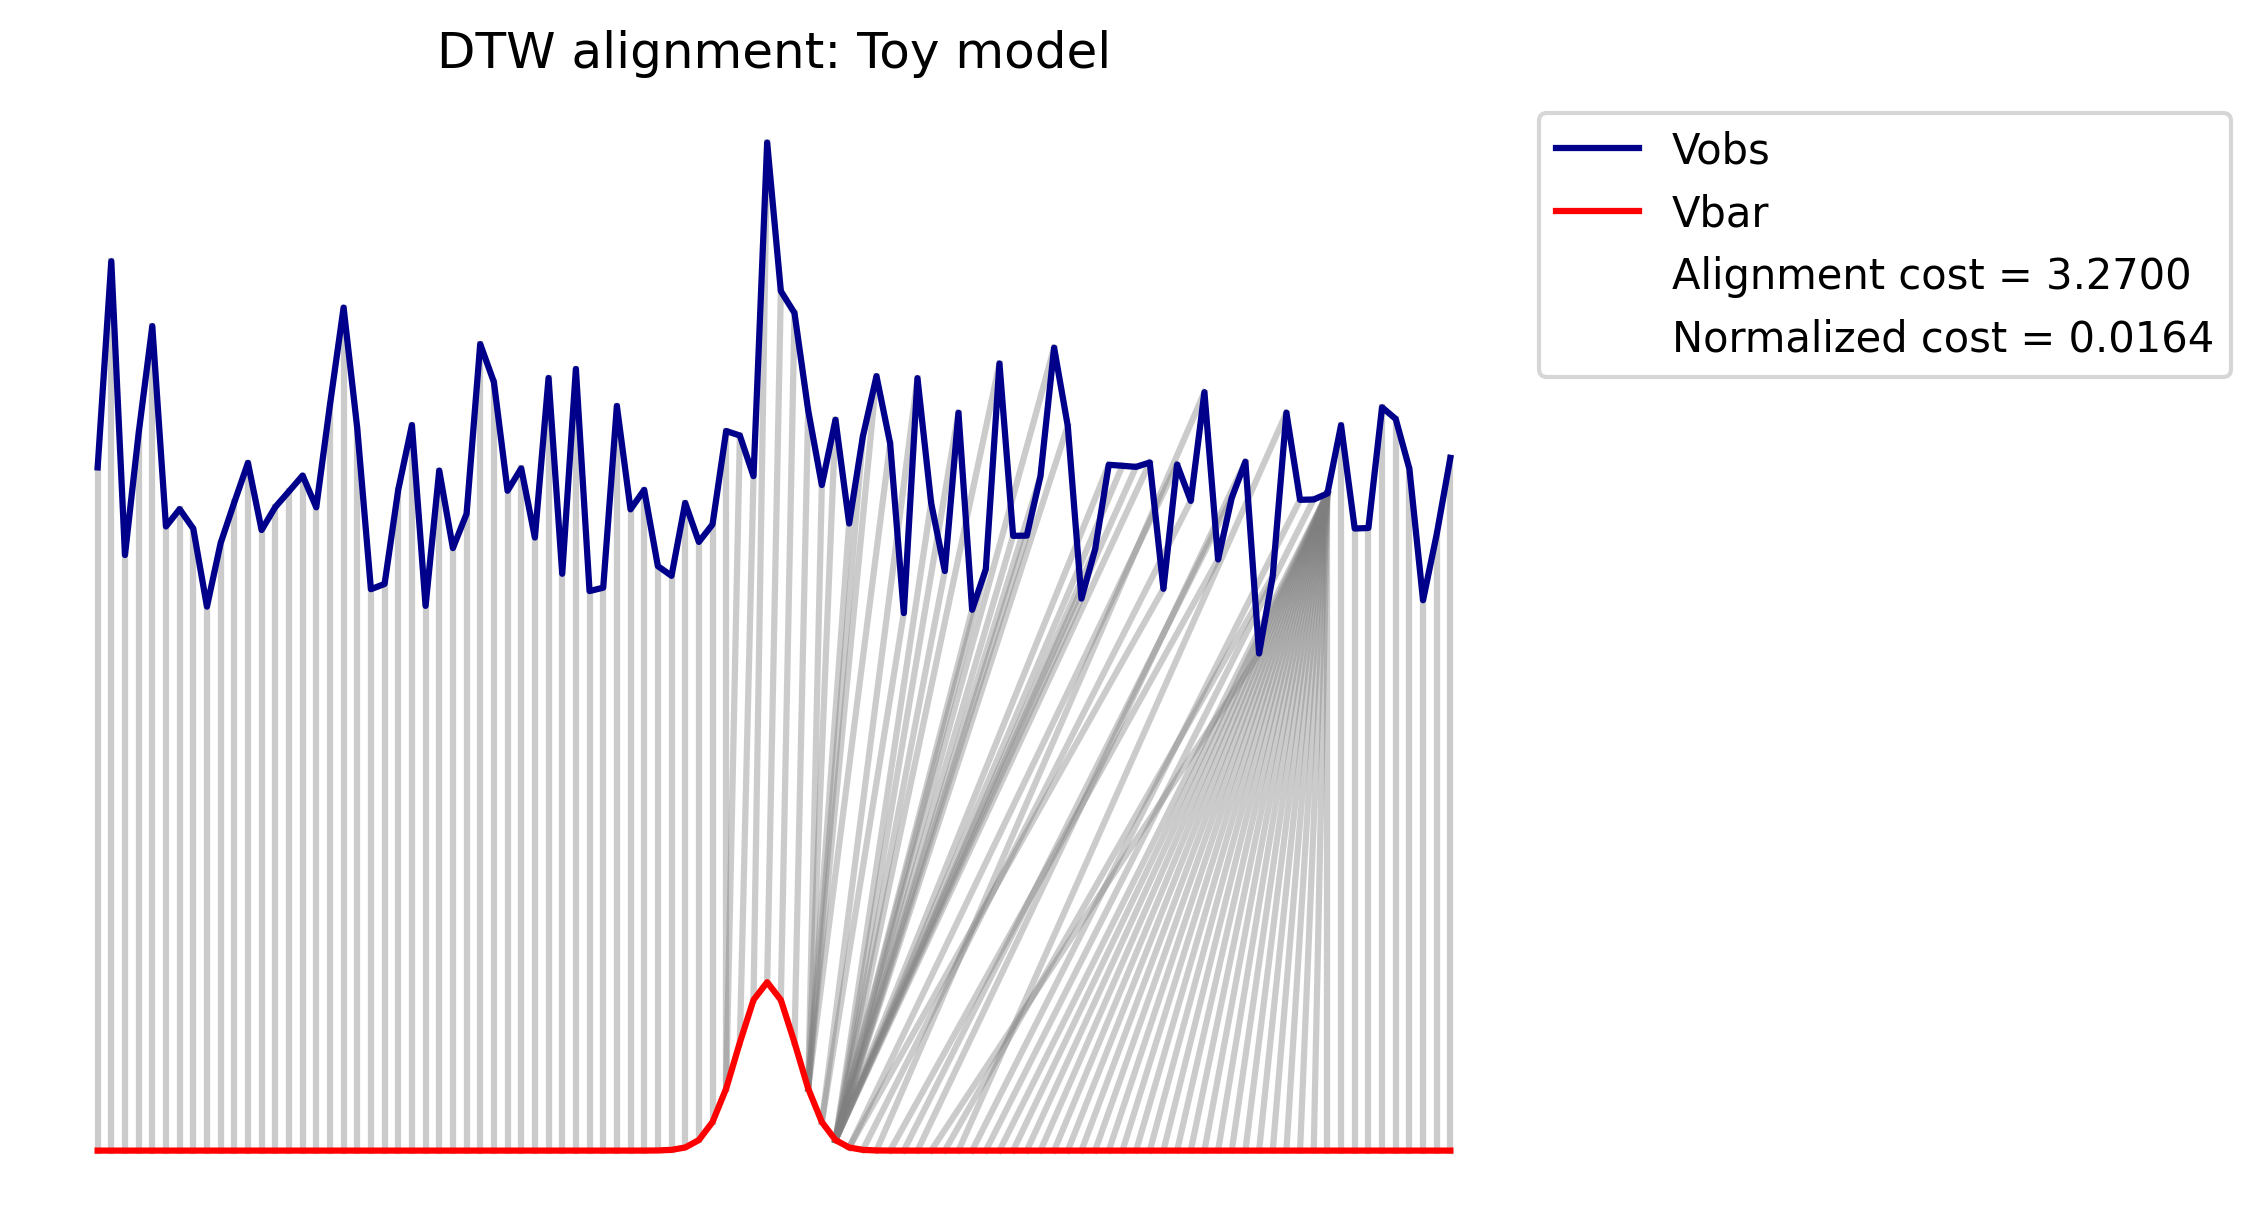 DTW alignment: Toy model
Vobs
Vbar
Alignment cost = 3.2700
Normalized cost = 0.0164